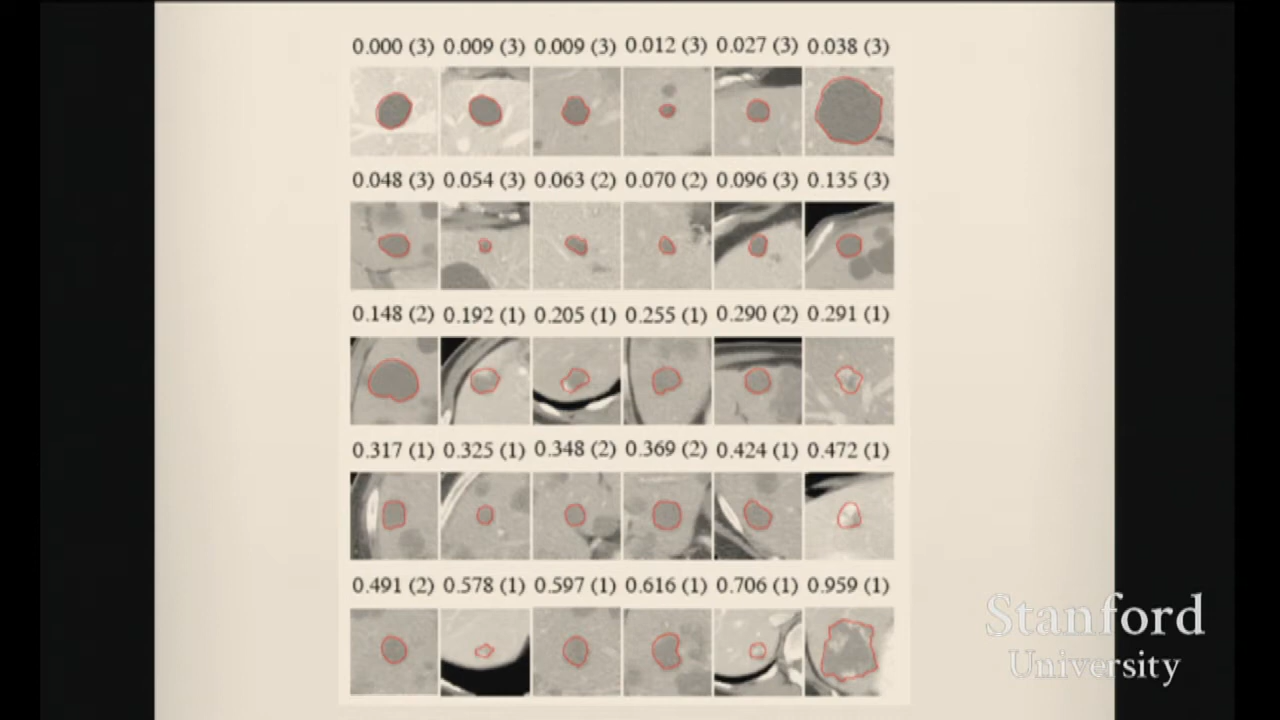 0.000 (3) 0.009 (3) 0.009 (3) 0.012 (3) 0.027 (3) 0.038 (3)
0.048 (3) 0.054 (3) 0.063 (2) 0.070 (2) 0.096 (3) 0.135 (3)
0.148 (2) 0.192 (1) 0.205 (1) 0.255 (1) 0.290 (2) 0.291 (1)
0.317 (1) 0.325 (1) 0.348 (2) 0.369 (2) 0.424 (1) 0.472 (1)
0.491 (2) 0.578 (1) 0.597 (1) 0.616 (1) 0.706 (1) 0.959 (1)
Stanford
University